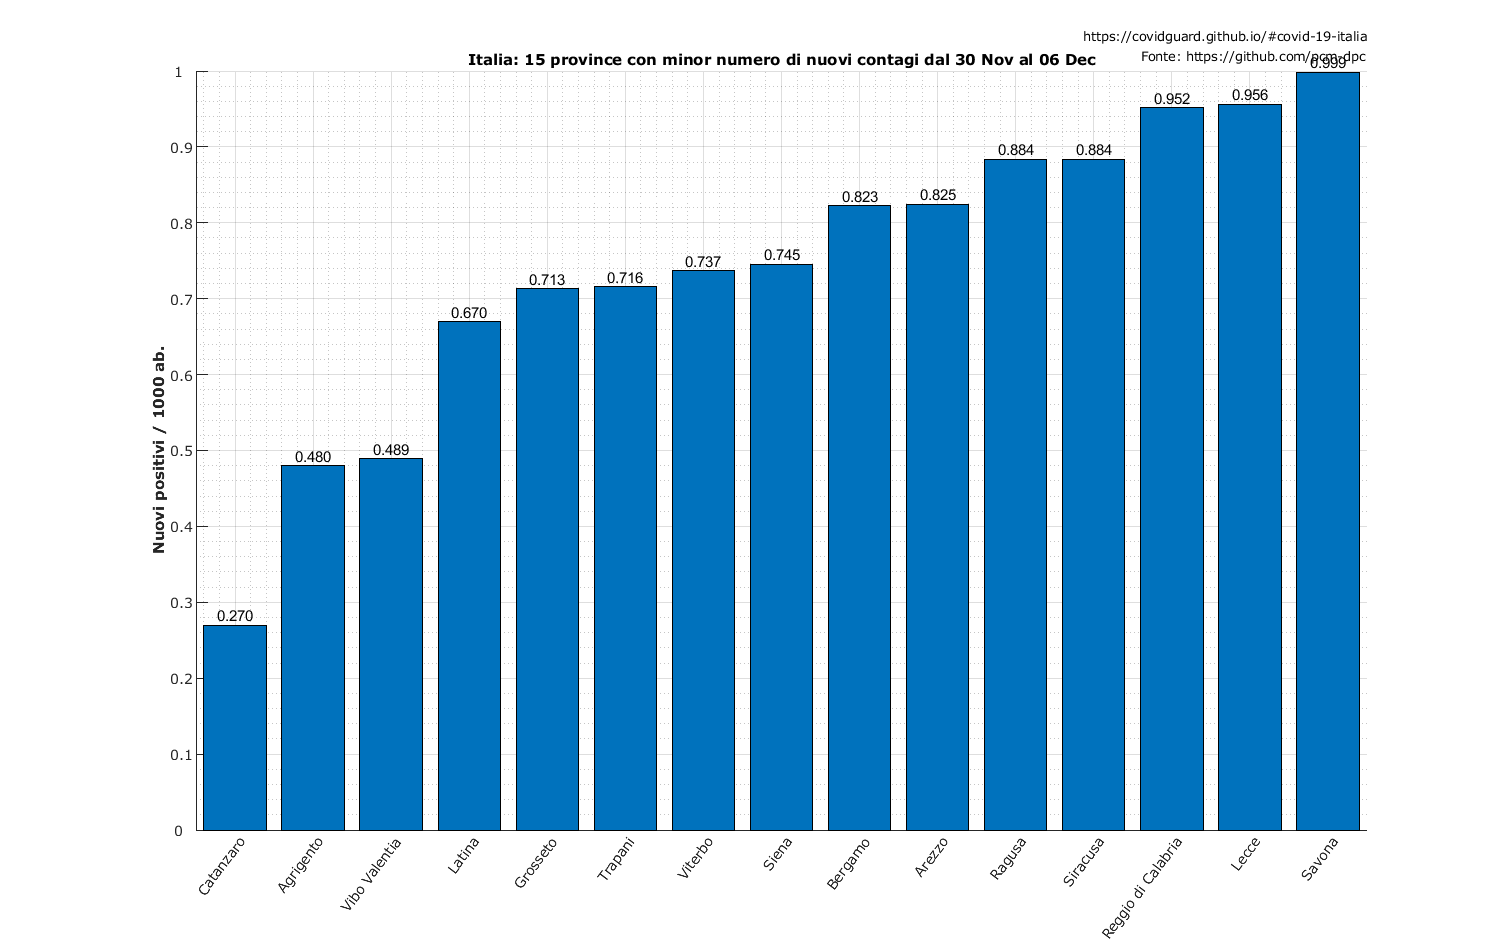 https://covidguard.github.io/#covid-19-italia
Italia: 15 province con minor numero di nuovi contagi dal 30 Nov al 06 Dec
Fonte: https://github.com/pcm-dpc
Nuovi positivi / 1000 ab.
1
0.9
0.8
0.7
0.6
0.5
0.4
0.3
0.2
0.1
0
0.270
0.480
0.489
0.670
0.713
0.716
0.737
0.745
0.823
0.825
0.884
0.884
0.952
0.956
0.999
Catanzaro
Agrigento
Vibo Valentia
Latina
Grosseto
Trapani
Viterbo
Siena
Bergamo
Arezzo
Ragusa
Siracusa
Reggio di Calabria
Lecce
Savona